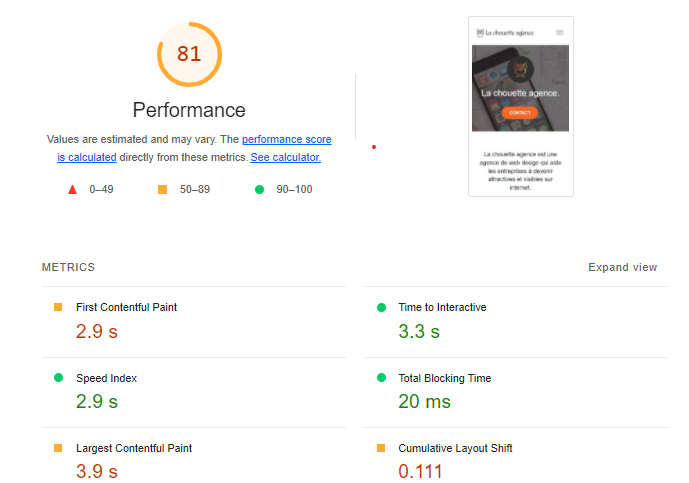 81
Performance
Values are estimated and may vary. The performance score
is calculated directly from these metrics. See calculator.
0–49
50–89
90–100
La chouette agence
La chouette agence.
CONTACT
La chouette agence est une
agence de web design qui aide
les entreprises à devenir
attractives et visibles sur
internet.
METRICS
Expand view
First Contentful Paint
2.9 s
Time to Interactive
3.3 s
Speed Index
2.9 s
Total Blocking Time
20 ms
Largest Contentful Paint
3.9 s
Cumulative Layout Shift
0.111